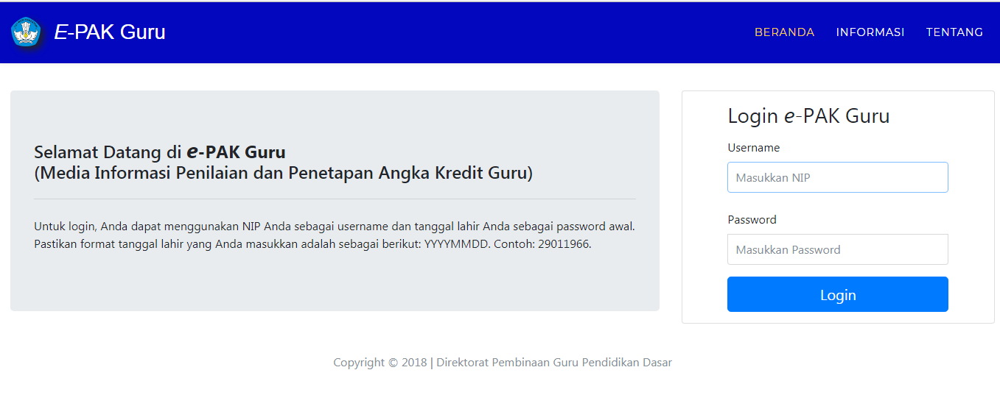 E-PAK Guru
BERANDA INFORMASI TENTANG
Selamat Datang di e-PAK Guru
(Media Informasi Penilaian dan Penetapan Angka Kredit Guru)
Untuk login, Anda dapat menggunakan NIP Anda sebagai username dan tanggal lahir Anda sebagai password awal.
Pastikan format tanggal lahir yang Anda masukkan adalah sebagai berikut: YYYYMMDD. Contoh: 29011966.
Login e-PAK Guru
Username
Masukkan NIP
Password
Masukkan Password
Login
Copyright © 2018 | Direktorat Pembinaan Guru Pendidikan Dasar